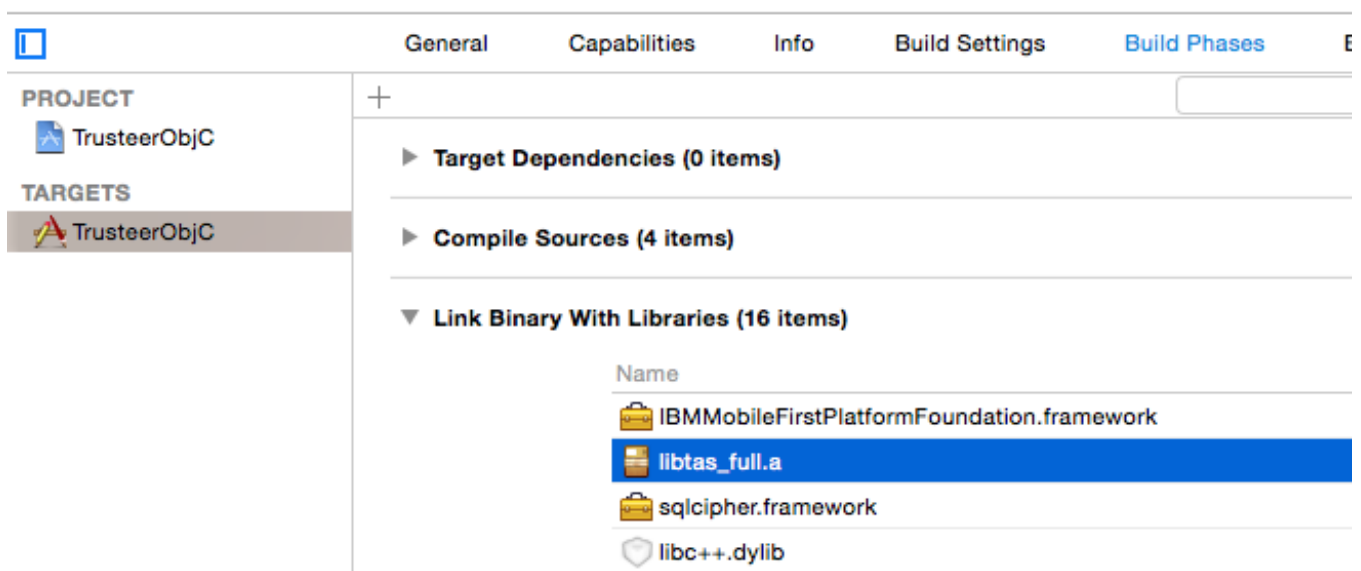 General Capabilities Info Build Settings Build Phases
PROJECT
TrusteerObjC
TARGETS
TrusteerObjC
Target Dependencies (0 items)
Compile Sources (4 items)
Link Binary With Libraries (16 items)
Name
IBMMobileFirstPlatformFoundation.framework
libtas_full.a
sqlcipher.framework
libc++.dylib